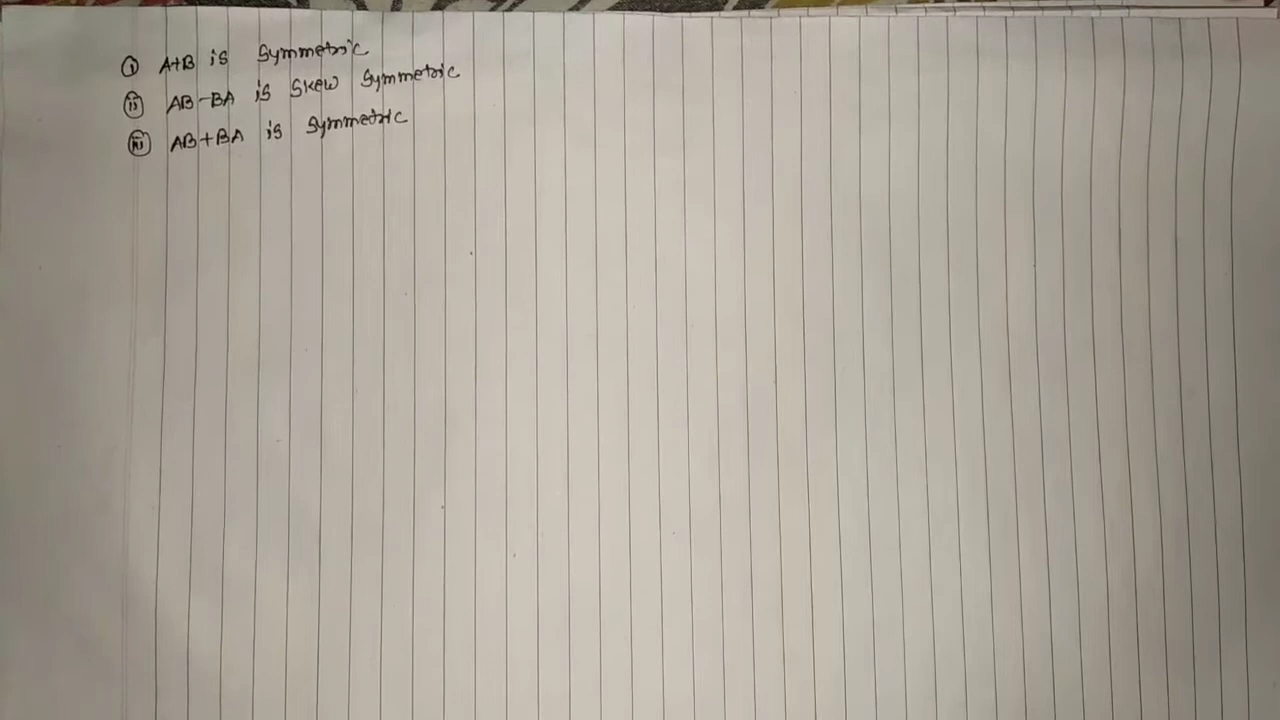 (i) A+B is Symmetric
(ii) AB-BA is Skew Symmetric
(iii) AB+BA is Symmetric